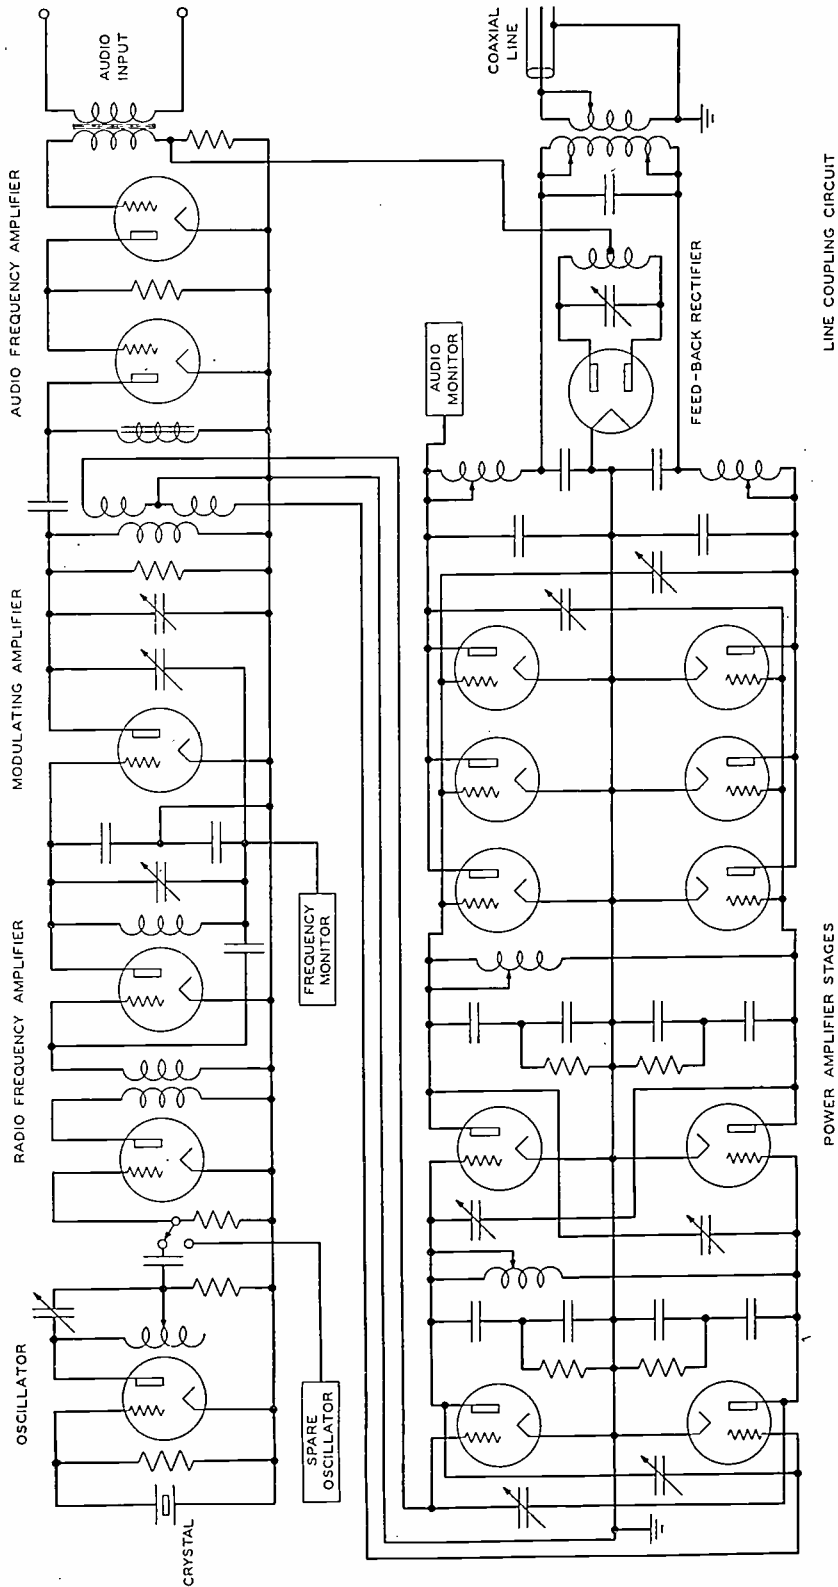 OSCILLATOR
RADIO FREQUENCY AMPLIFIER
MODULATING AMPLIFIER
AUDIO FREQUENCY AMPLIFIER
CRYSTAL
SPARE
OSCILLATOR
FREQUENCY
MONITOR
AUDIO
INPUT
AUDIO
MONITOR
COAXIAL
LINE
FEED-BACK RECTIFIER
POWER AMPLIFIER STAGES
LINE COUPLING CIRCUIT